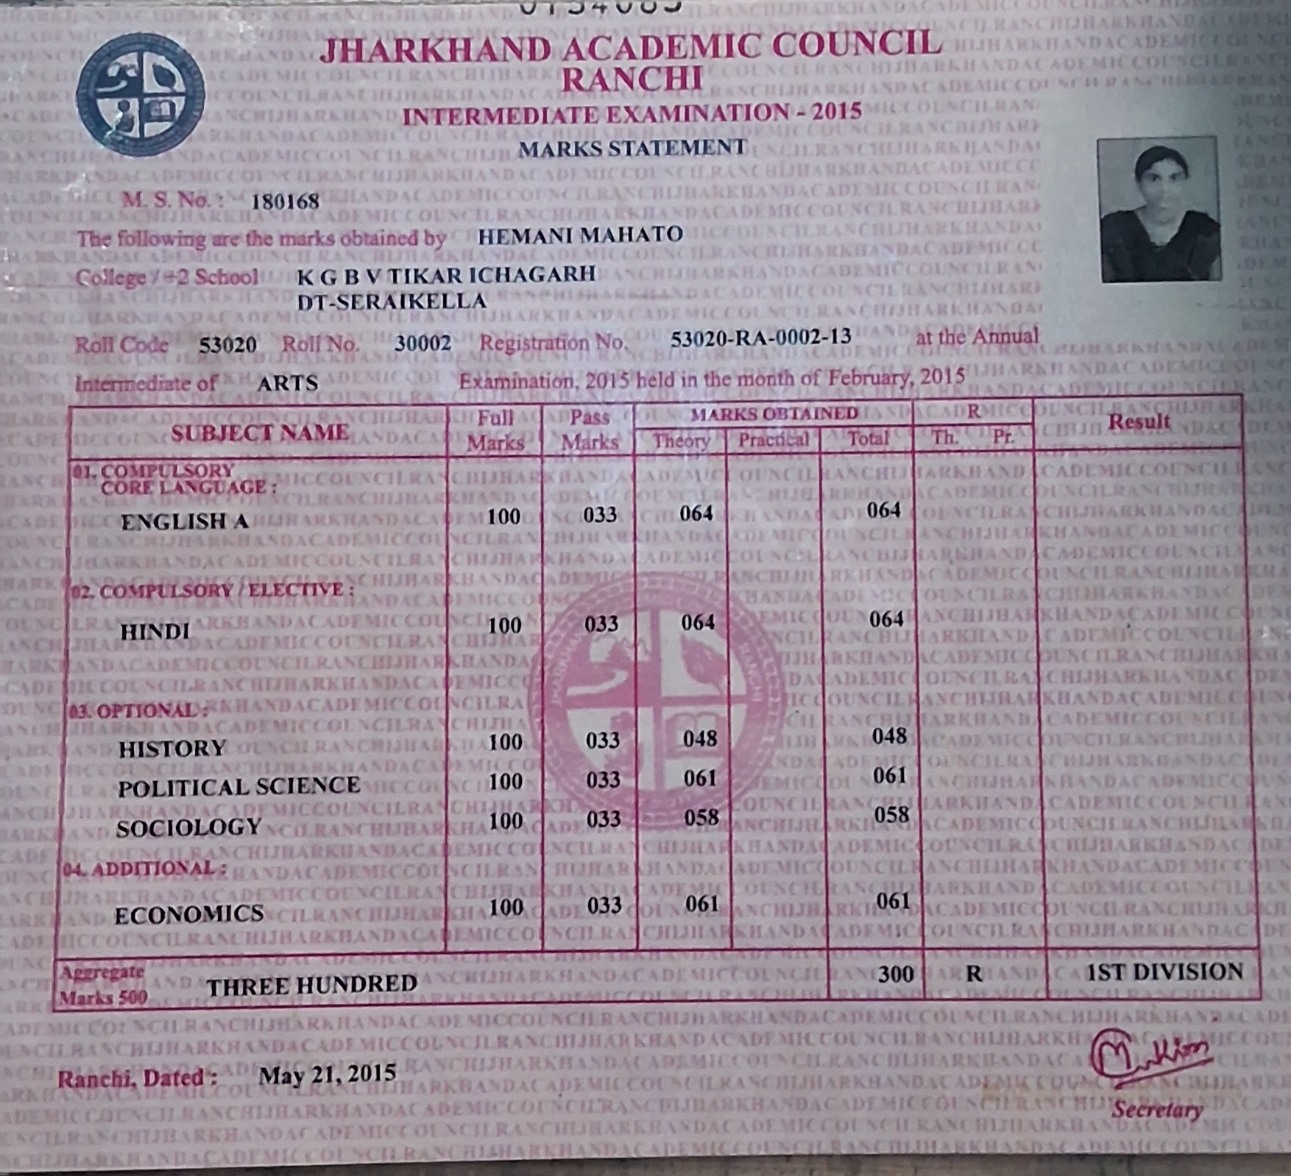 JHARKHAND ACADEMIC COUNCIL
RANCHI
INTERMEDIATE EXAMINATION - 2015
MARKS STATEMENT
M. S. No. : 180168
The following are the marks obtained by HEMANI MAHATO
College / +2 School K G B V TIKAR ICHAGARH
DT-SERAIKELLA
Roll Code 53020 Roll No. 30002 Registration No. 53020-RA-0002-13 at the Annual
Intermediate of ARTS Examination, 2015 held in the month of February, 2015
SUBJECT NAME Full Marks Pass Marks MARKS OBTAINED R Result
Theory Practical Total Th. Pr.
01. COMPULSORY
CORE LANGUAGE :
ENGLISH A 100 033 064 064
02. COMPULSORY / ELECTIVE :
HINDI 100 033 064 064
03. OPTIONAL :
HISTORY 100 033 048 048
POLITICAL SCIENCE 100 033 061 061
SOCIOLOGY 100 033 058 058
04. ADDITIONAL :
ECONOMICS 100 033 061 061
Aggregate
Marks 500 THREE HUNDRED 300 R 1ST DIVISION
Ranchi, Dated : May 21, 2015
Secretary